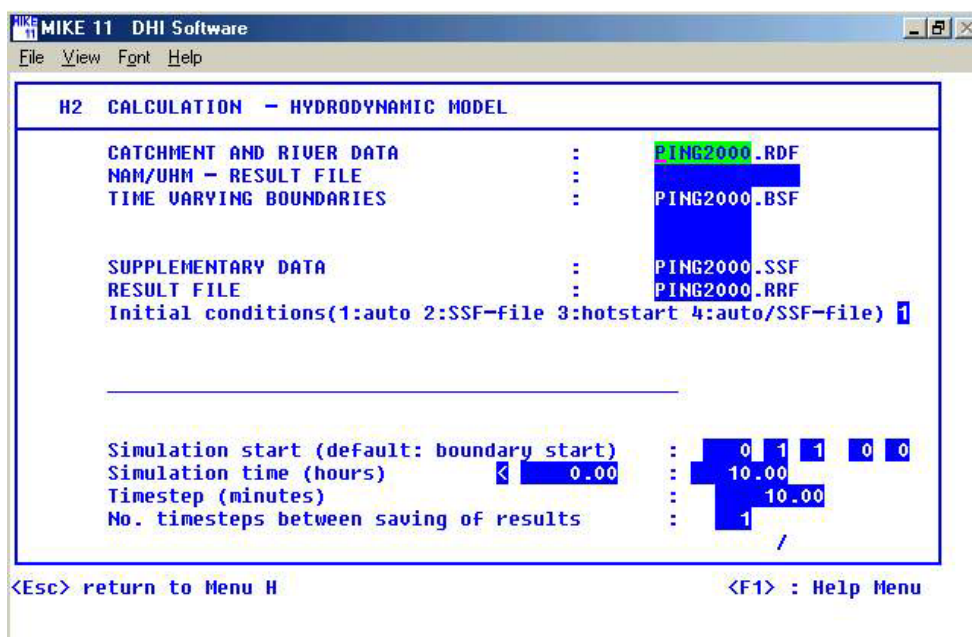 MIKE 11 MIKE 11 DHI Software
File View Font Help
H2 CALCULATION - HYDRODYNAMIC MODEL
CATCHMENT AND RIVER DATA : PING2000.RDF
NAM/UHM - RESULT FILE :
TIME VARYING BOUNDARIES : PING2000.BSF
SUPPLEMENTARY DATA : PING2000.SSF
RESULT FILE : PING2000.RRF
Initial conditions(1:auto 2:SSF-file 3:hotstart 4:auto/SSF-file) 1
Simulation start (default: boundary start) : 0 1 1 0 0
Simulation time (hours) < 0.00 : 10.00
Timestep (minutes) : 10.00
No. timesteps between saving of results : 1
/
<Esc> return to Menu H <F1> : Help Menu